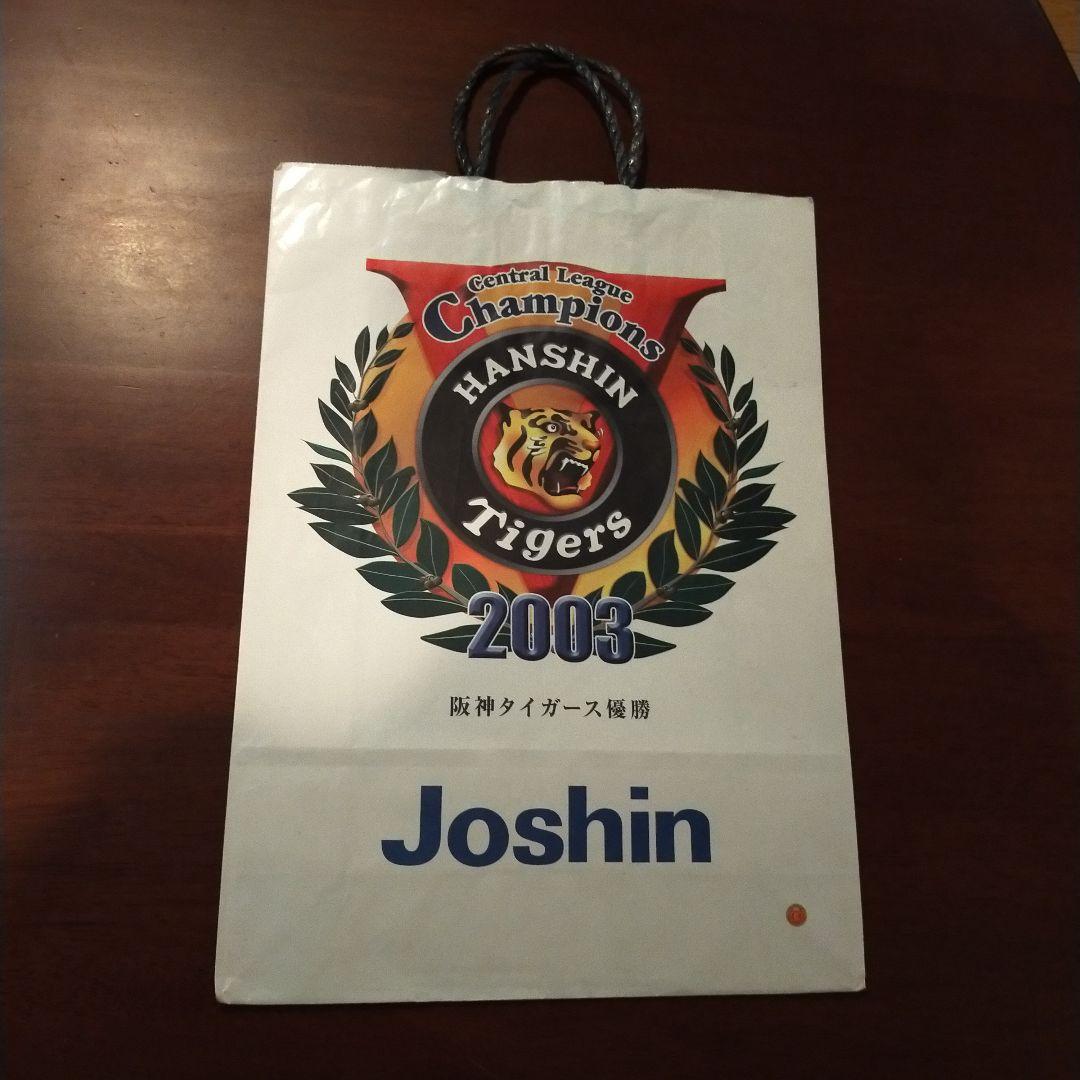 Central League
Champions
HANSHIN
Tigers
2003
阪神タイガース優勝
Joshin